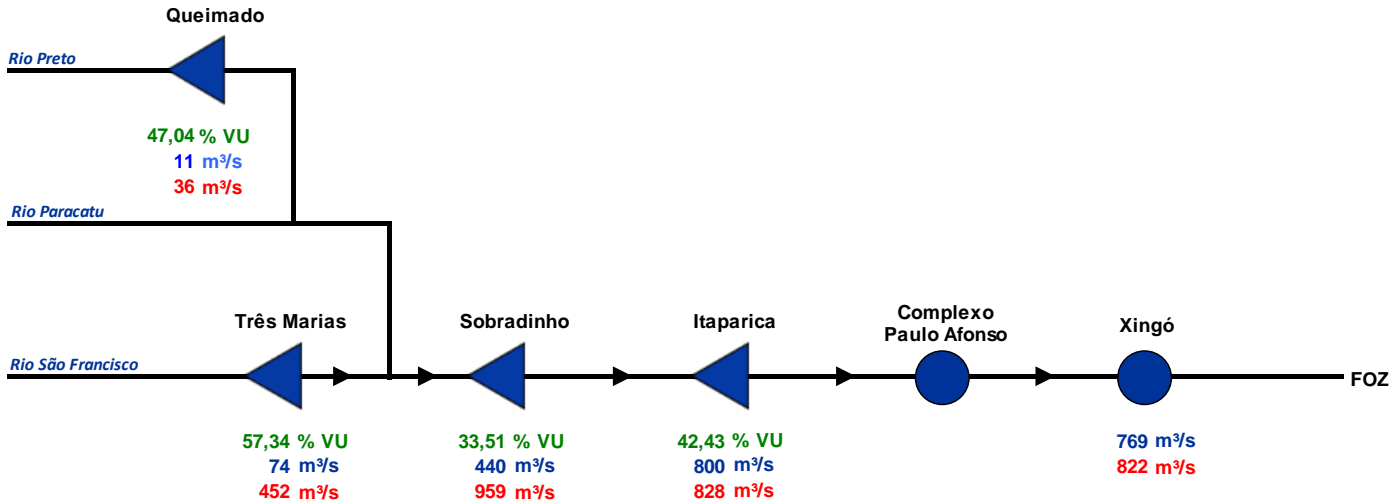 Queimado
Rio Preto
47,04 % VU
11 m³/s
36 m³/s
Rio Paracatu
Três Marias
Sobradinho
Itaparica
Complexo
Paulo Afonso
Xingó
Rio São Francisco
FOZ
57,34 % VU
74 m³/s
452 m³/s
33,51 % VU
440 m³/s
959 m³/s
42,43 % VU
800 m³/s
828 m³/s
769 m³/s
822 m³/s